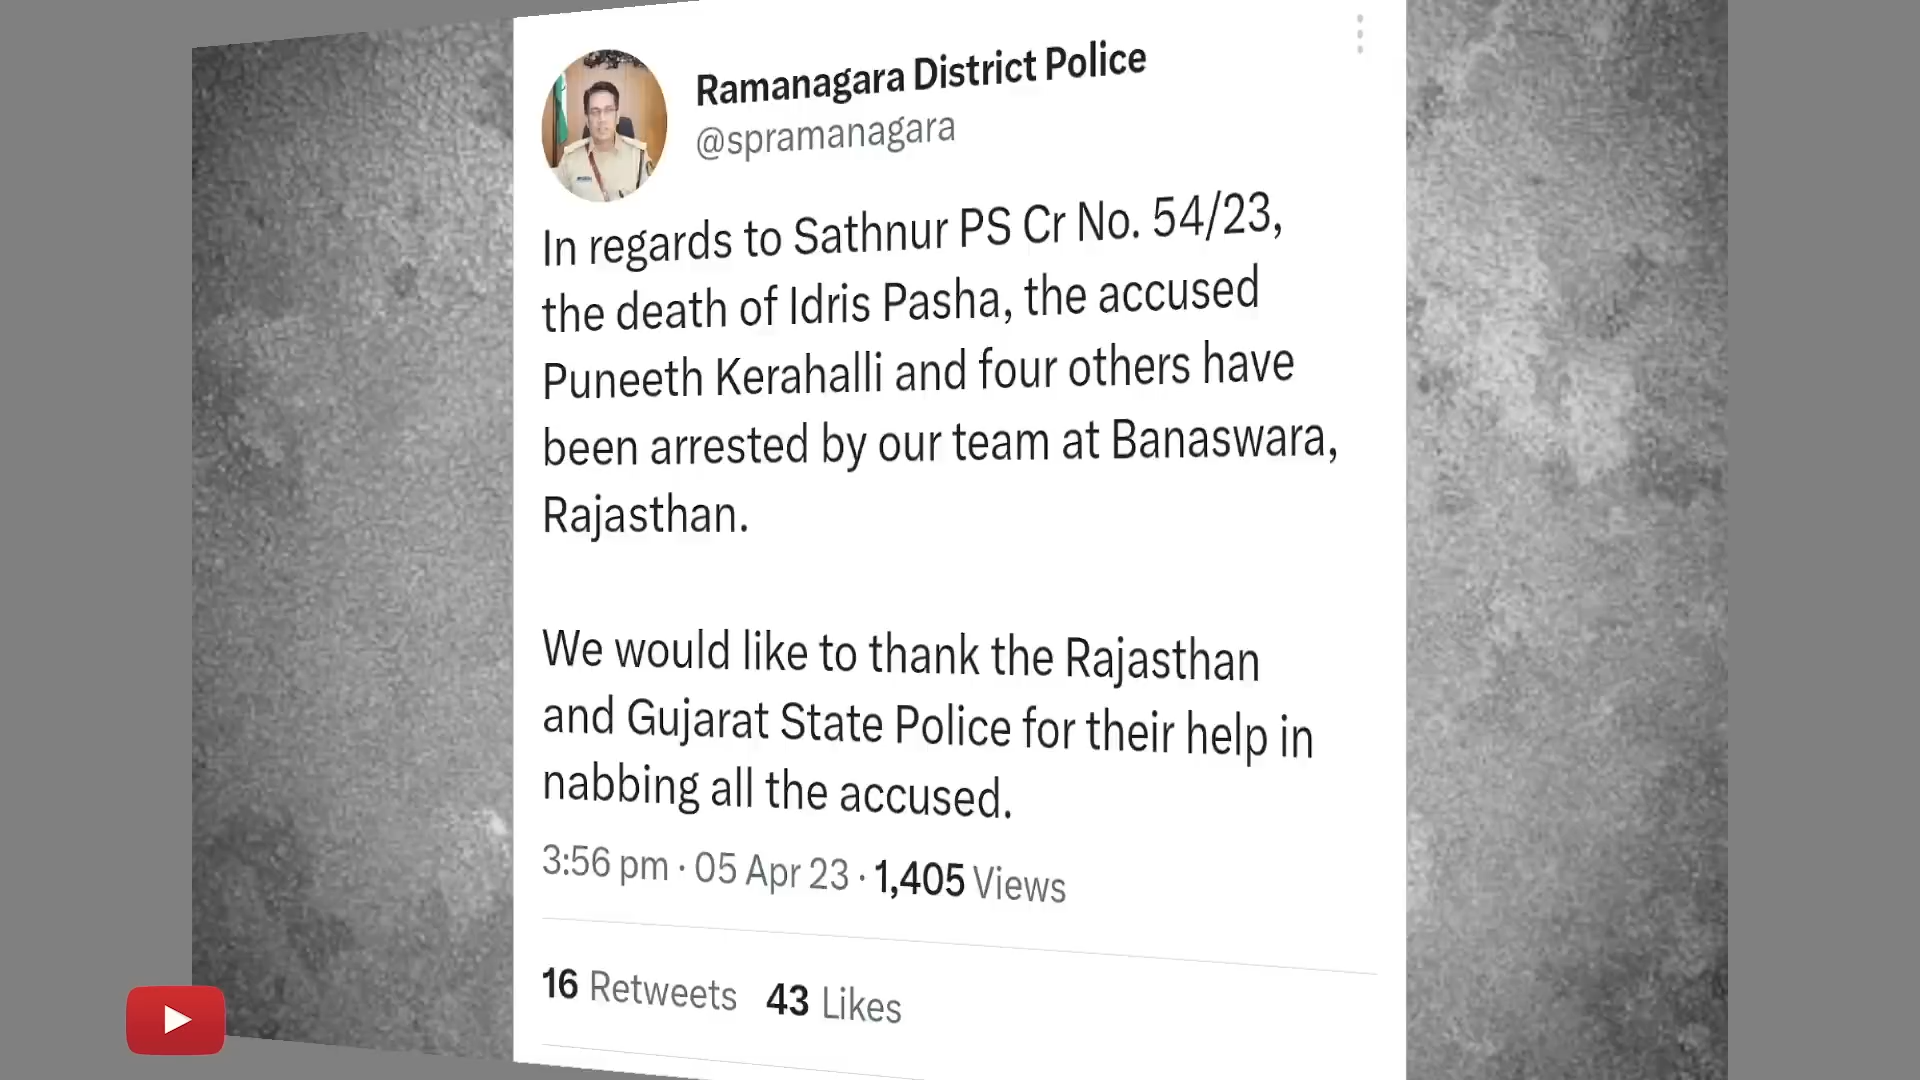 Ramanagara District Police
@spramanagara
In regards to Sathnur PS Cr No. 54/23,
the death of Idris Pasha, the accused
Puneeth Kerahalli and four others have
been arrested by our team at Banaswara,
Rajasthan.
We would like to thank the Rajasthan
and Gujarat State Police for their help in
nabbing all the accused.
3:56 pm · 05 Apr 23 · 1,405 Views
16 Retweets 43 Likes